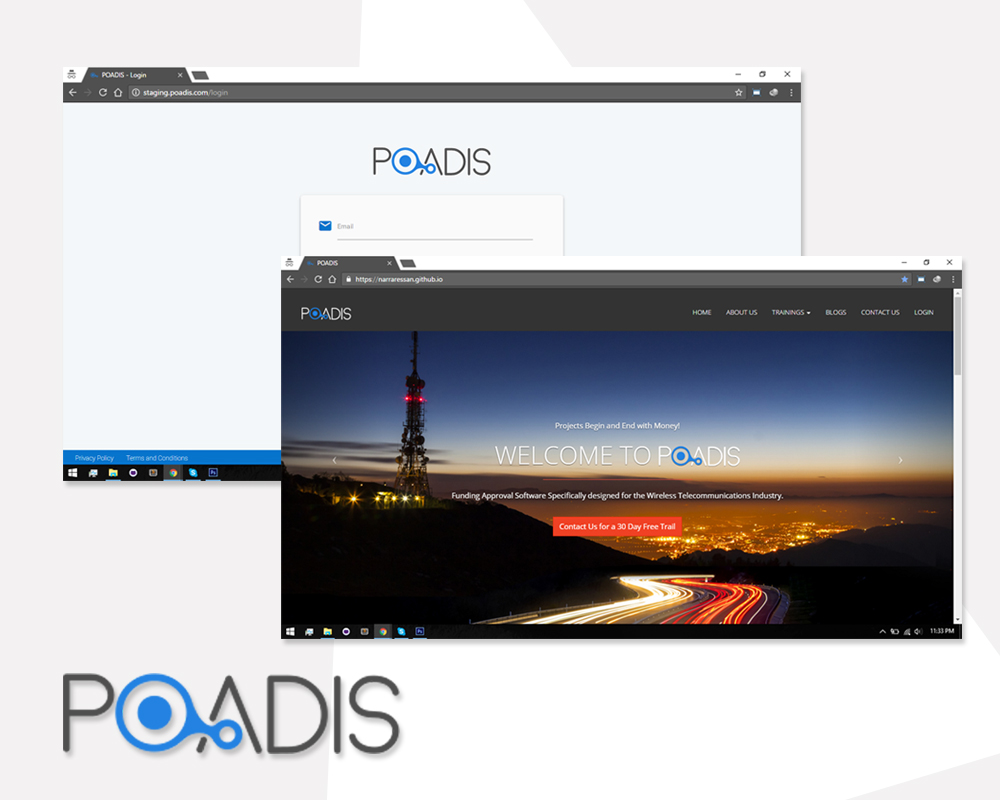 POADIS - Login
staging.poadis.com/login
POADIS
Email
Privacy Policy Terms and Conditions
POADIS
https://narraressan.github.io
POADIS HOME ABOUT US TRAININGS BLOGS CONTACT US LOGIN
Projects Begin and End with Money!
WELCOME TO POADIS
Funding Approval Software Specifically designed for the Wireless Telecommunications Industry.
Contact Us for a 30 Day Free Trail
11:33 PM
POADIS